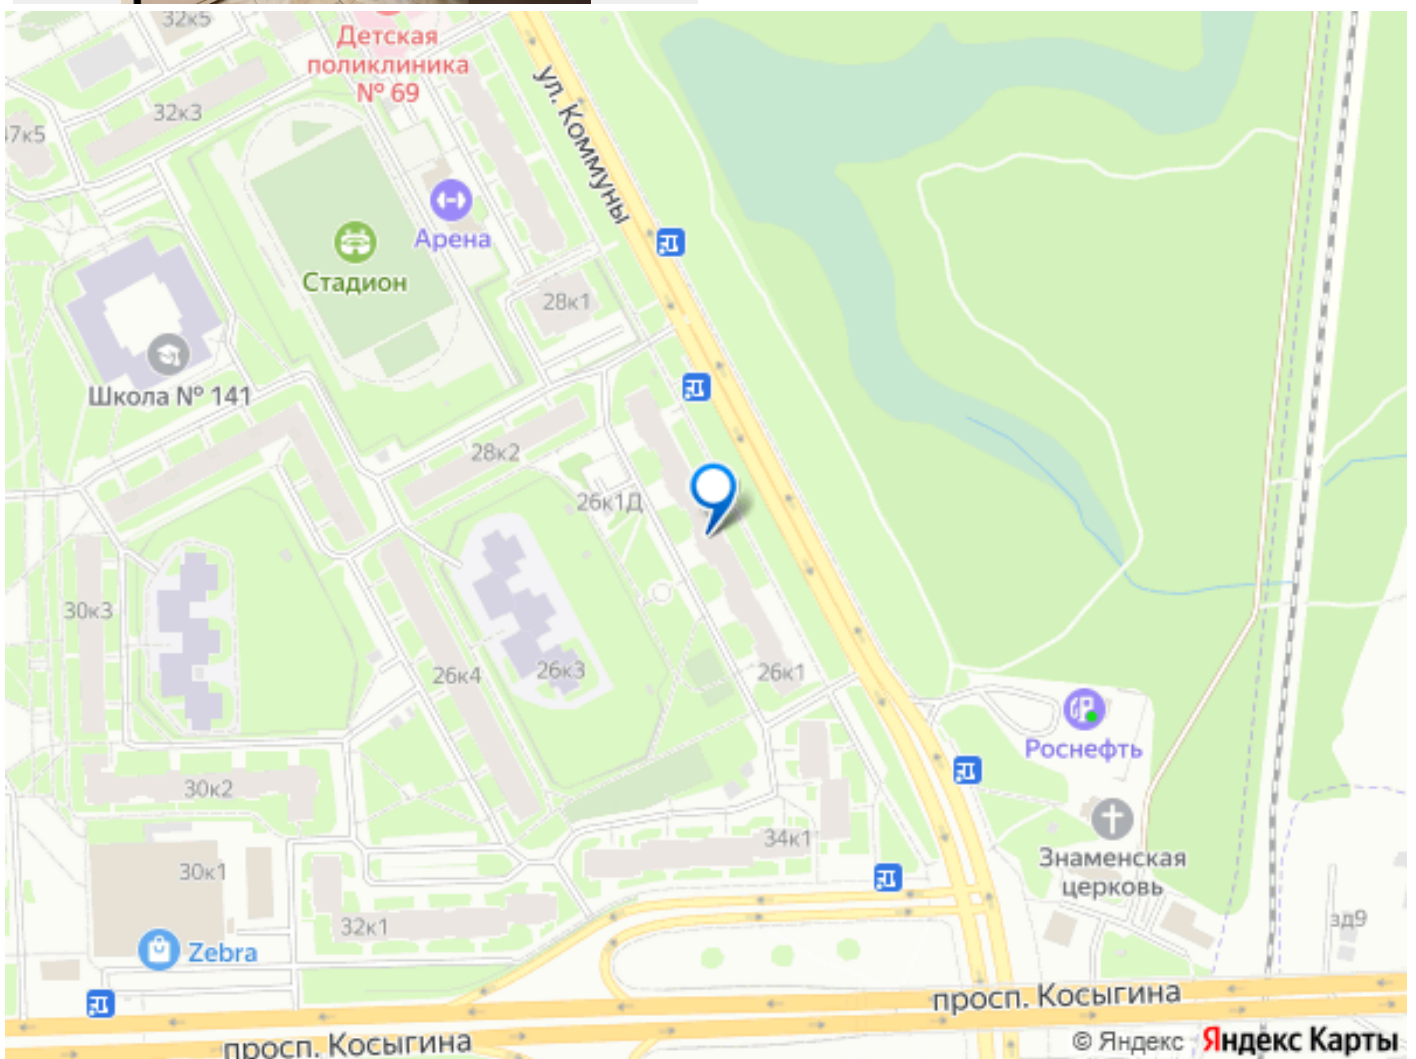 32к5
Детская
поликлиника
№ 69
ул. Коммуны
32к3
7к5
Арена
Стадион
28к1
Школа № 141
28к2
26к1Д
30к3
26к4
26к3
26к1
Роснефть
30к2
34к1
Знаменская
церковь
30к1
32к1
зд9
Zebra
просп. Косыгина
просп. Косыгина
© Яндекс Яндекс Карты